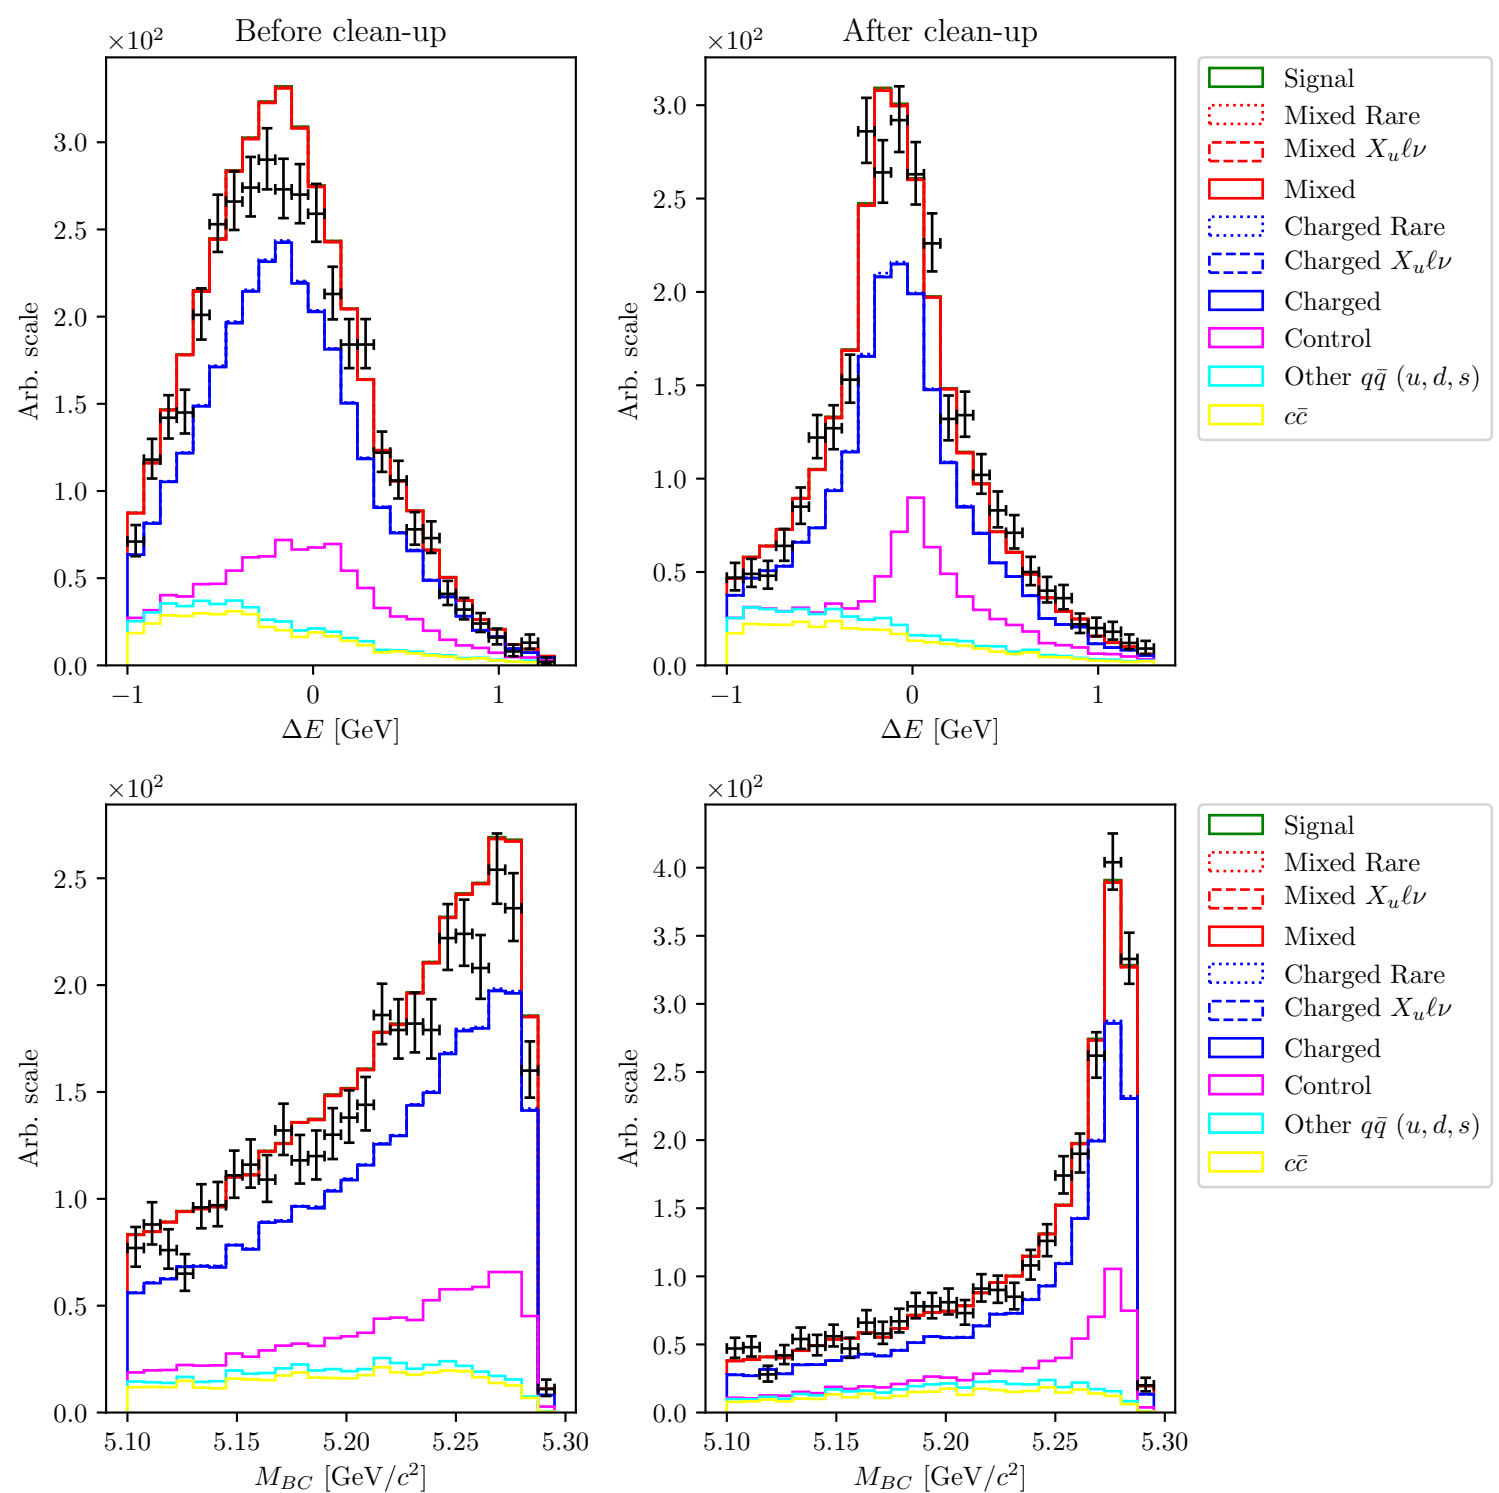 Before clean-up
After clean-up
×10²
3.0
2.5
2.0
1.5
1.0
0.5
0.0
Arb. scale
−1 0 1
ΔE [GeV]
×10²
3.0
2.5
2.0
1.5
1.0
0.5
0.0
Arb. scale
−1 0 1
ΔE [GeV]
Signal
Mixed Rare
Mixed Xᵤℓν
Mixed
Charged Rare
Charged Xᵤℓν
Charged
Control
Other qq̄ (u, d, s)
cc̄
×10²
2.5
2.0
1.5
1.0
0.5
0.0
Arb. scale
5.10 5.15 5.20 5.25 5.30
M_BC [GeV/c²]
×10²
4.0
3.5
3.0
2.5
2.0
1.5
1.0
0.5
0.0
Arb. scale
5.10 5.15 5.20 5.25 5.30
M_BC [GeV/c²]
Signal
Mixed Rare
Mixed Xᵤℓν
Mixed
Charged Rare
Charged Xᵤℓν
Charged
Control
Other qq̄ (u, d, s)
cc̄